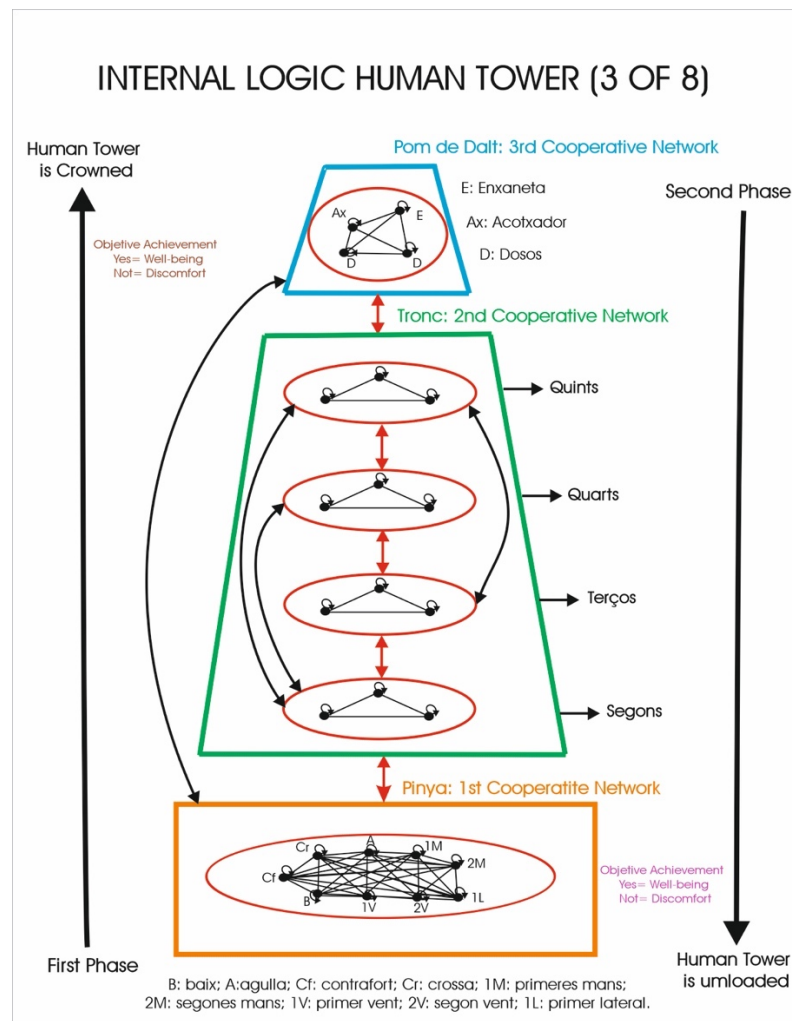 INTERNAL LOGIC HUMAN TOWER (3 OF 8)
Human Tower
is Crowned
Pom de Dalt: 3rd Cooperative Network
E: Enxaneta
Second Phase
Ax
E
Ax: Acotxador
D
D
D: Dosos
Objetive Achievement
Yes= Well-being
Not= Discomfort
Tronc: 2nd Cooperative Network
Quints
Quarts
Terços
Segons
Pinya: 1st Cooperatite Network
Cr
A
1M
2M
Cf
B
1V
2V
1L
Objetive Achievement
Yes= Well-being
Not= Discomfort
First Phase
Human Tower
is umloaded
B: baix; A:agulla; Cf: contrafort; Cr: crossa; 1M: primeres mans;
2M: segones mans; 1V: primer vent; 2V: segon vent; 1L: primer lateral.